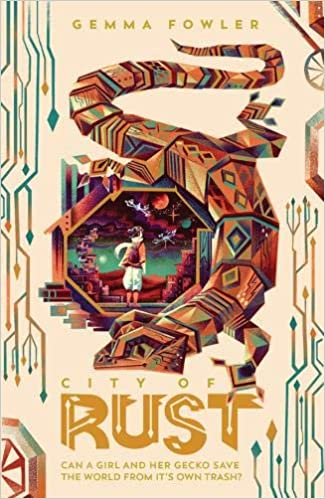 GEMMA FOWLER
CITY OF
RUST
CAN A GIRL AND HER GECKO SAVE
THE WORLD FROM IT'S OWN TRASH?